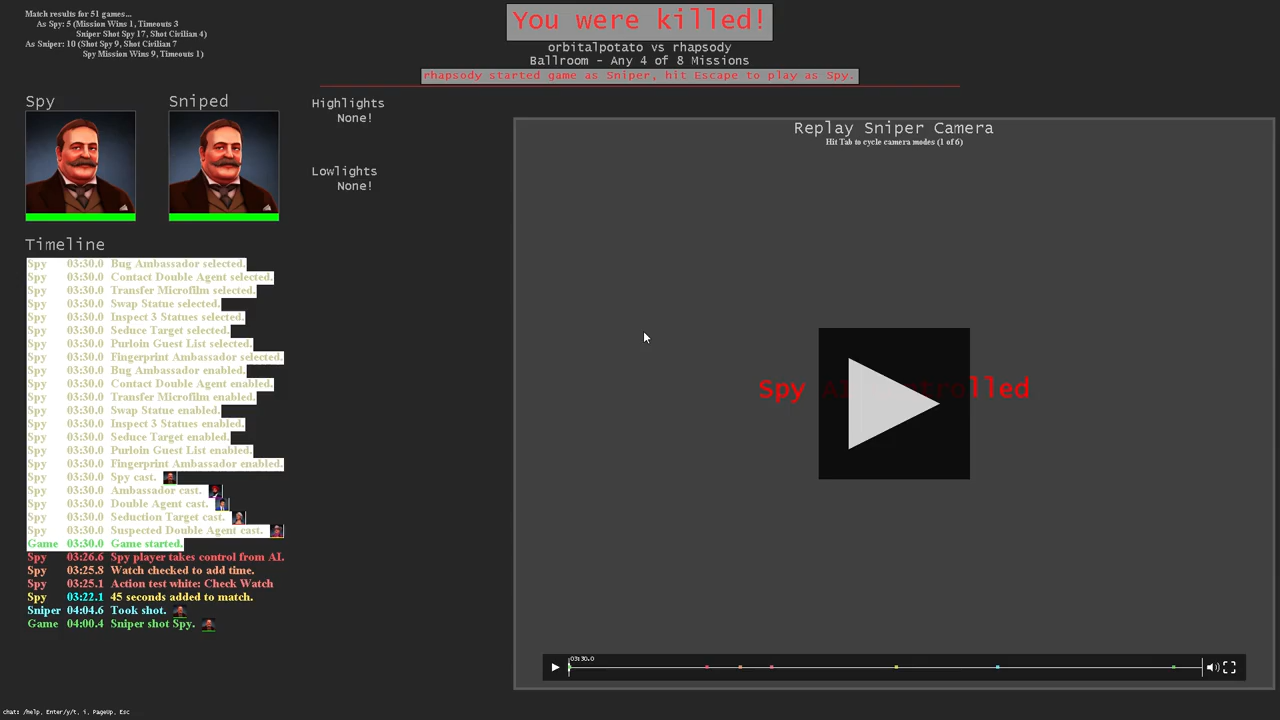 Match results for 51 games...
As Spy: 5 (Mission Wins 1, Timeouts 3
Sniper Shot Spy 17, Shot Civilian 4)
As Sniper: 10 (Shot Spy 9, Shot Civilian 7
Spy Mission Wins 9, Timeouts 1)
You were killed!
orbitalpotato vs rhapsody
Ballroom - Any 4 of 8 Missions
rhapsody started game as Sniper, hit Escape to play as Spy.
Spy
Sniped
Highlights
None!
Lowlights
None!
Timeline
Spy 03:30.0 Bug Ambassador selected.
Spy 03:30.0 Contact Double Agent selected.
Spy 03:30.0 Transfer Microfilm selected.
Spy 03:30.0 Swap Statue selected.
Spy 03:30.0 Inspect 3 Statues selected.
Spy 03:30.0 Seduce Target selected.
Spy 03:30.0 Purloin Guest List selected.
Spy 03:30.0 Fingerprint Ambassador selected.
Spy 03:30.0 Bug Ambassador enabled.
Spy 03:30.0 Contact Double Agent enabled.
Spy 03:30.0 Transfer Microfilm enabled.
Spy 03:30.0 Swap Statue enabled.
Spy 03:30.0 Inspect 3 Statues enabled.
Spy 03:30.0 Seduce Target enabled.
Spy 03:30.0 Purloin Guest List enabled.
Spy 03:30.0 Fingerprint Ambassador enabled.
Spy 03:30.0 Spy cast.
Spy 03:30.0 Ambassador cast.
Spy 03:30.0 Double Agent cast.
Spy 03:30.0 Seduction Target cast.
Spy 03:30.0 Suspected Double Agent cast.
Game 03:30.0 Game started.
Spy 03:26.6 Spy player takes control from AI.
Spy 03:25.8 Watch checked to add time.
Spy 03:25.1 Action test white: Check Watch
Spy 03:22.1 45 seconds added to match.
Sniper 04:04.6 Took shot.
Game 04:00.4 Sniper shot Spy.
Replay Sniper Camera
Hit Tab to cycle camera modes (1 of 6)
Spy
03:30.0
chat: /help, Enter/y/t, i, PageUp, Esc